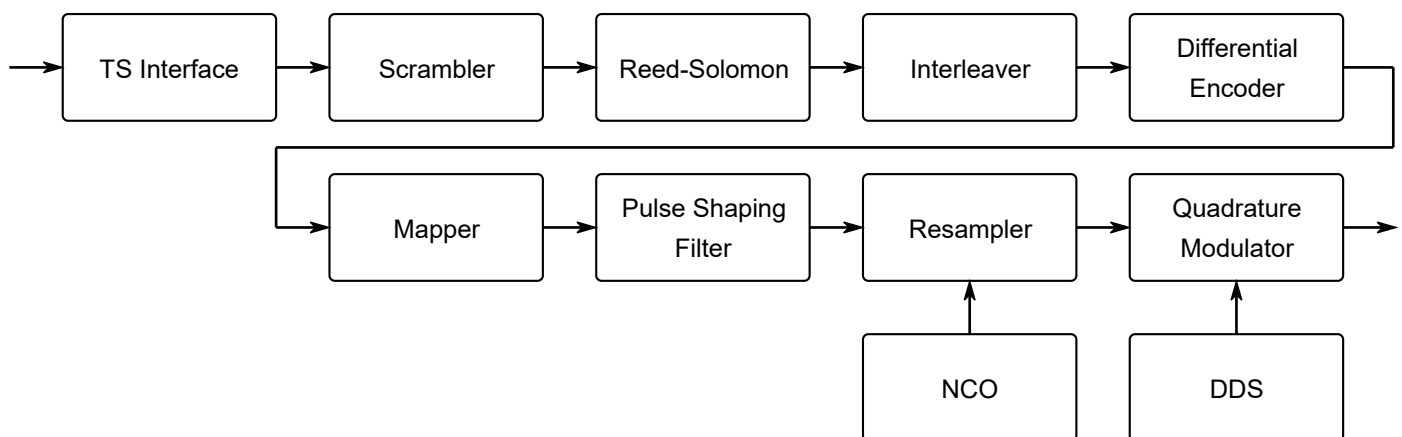 TS Interface
Scrambler
Reed-Solomon
Interleaver
Differential
Encoder
Mapper
Pulse Shaping
Filter
Resampler
Quadrature
Modulator
NCO
DDS